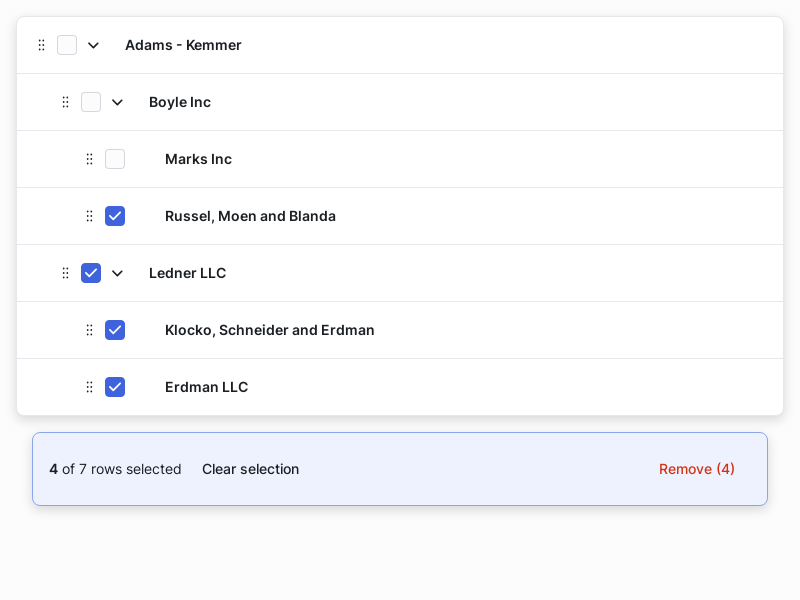 Adams - Kemmer
Boyle Inc
Marks Inc
Russel, Moen and Blanda
Ledner LLC
Klocko, Schneider and Erdman
Erdman LLC
4 of 7 rows selected Clear selection Remove (4)